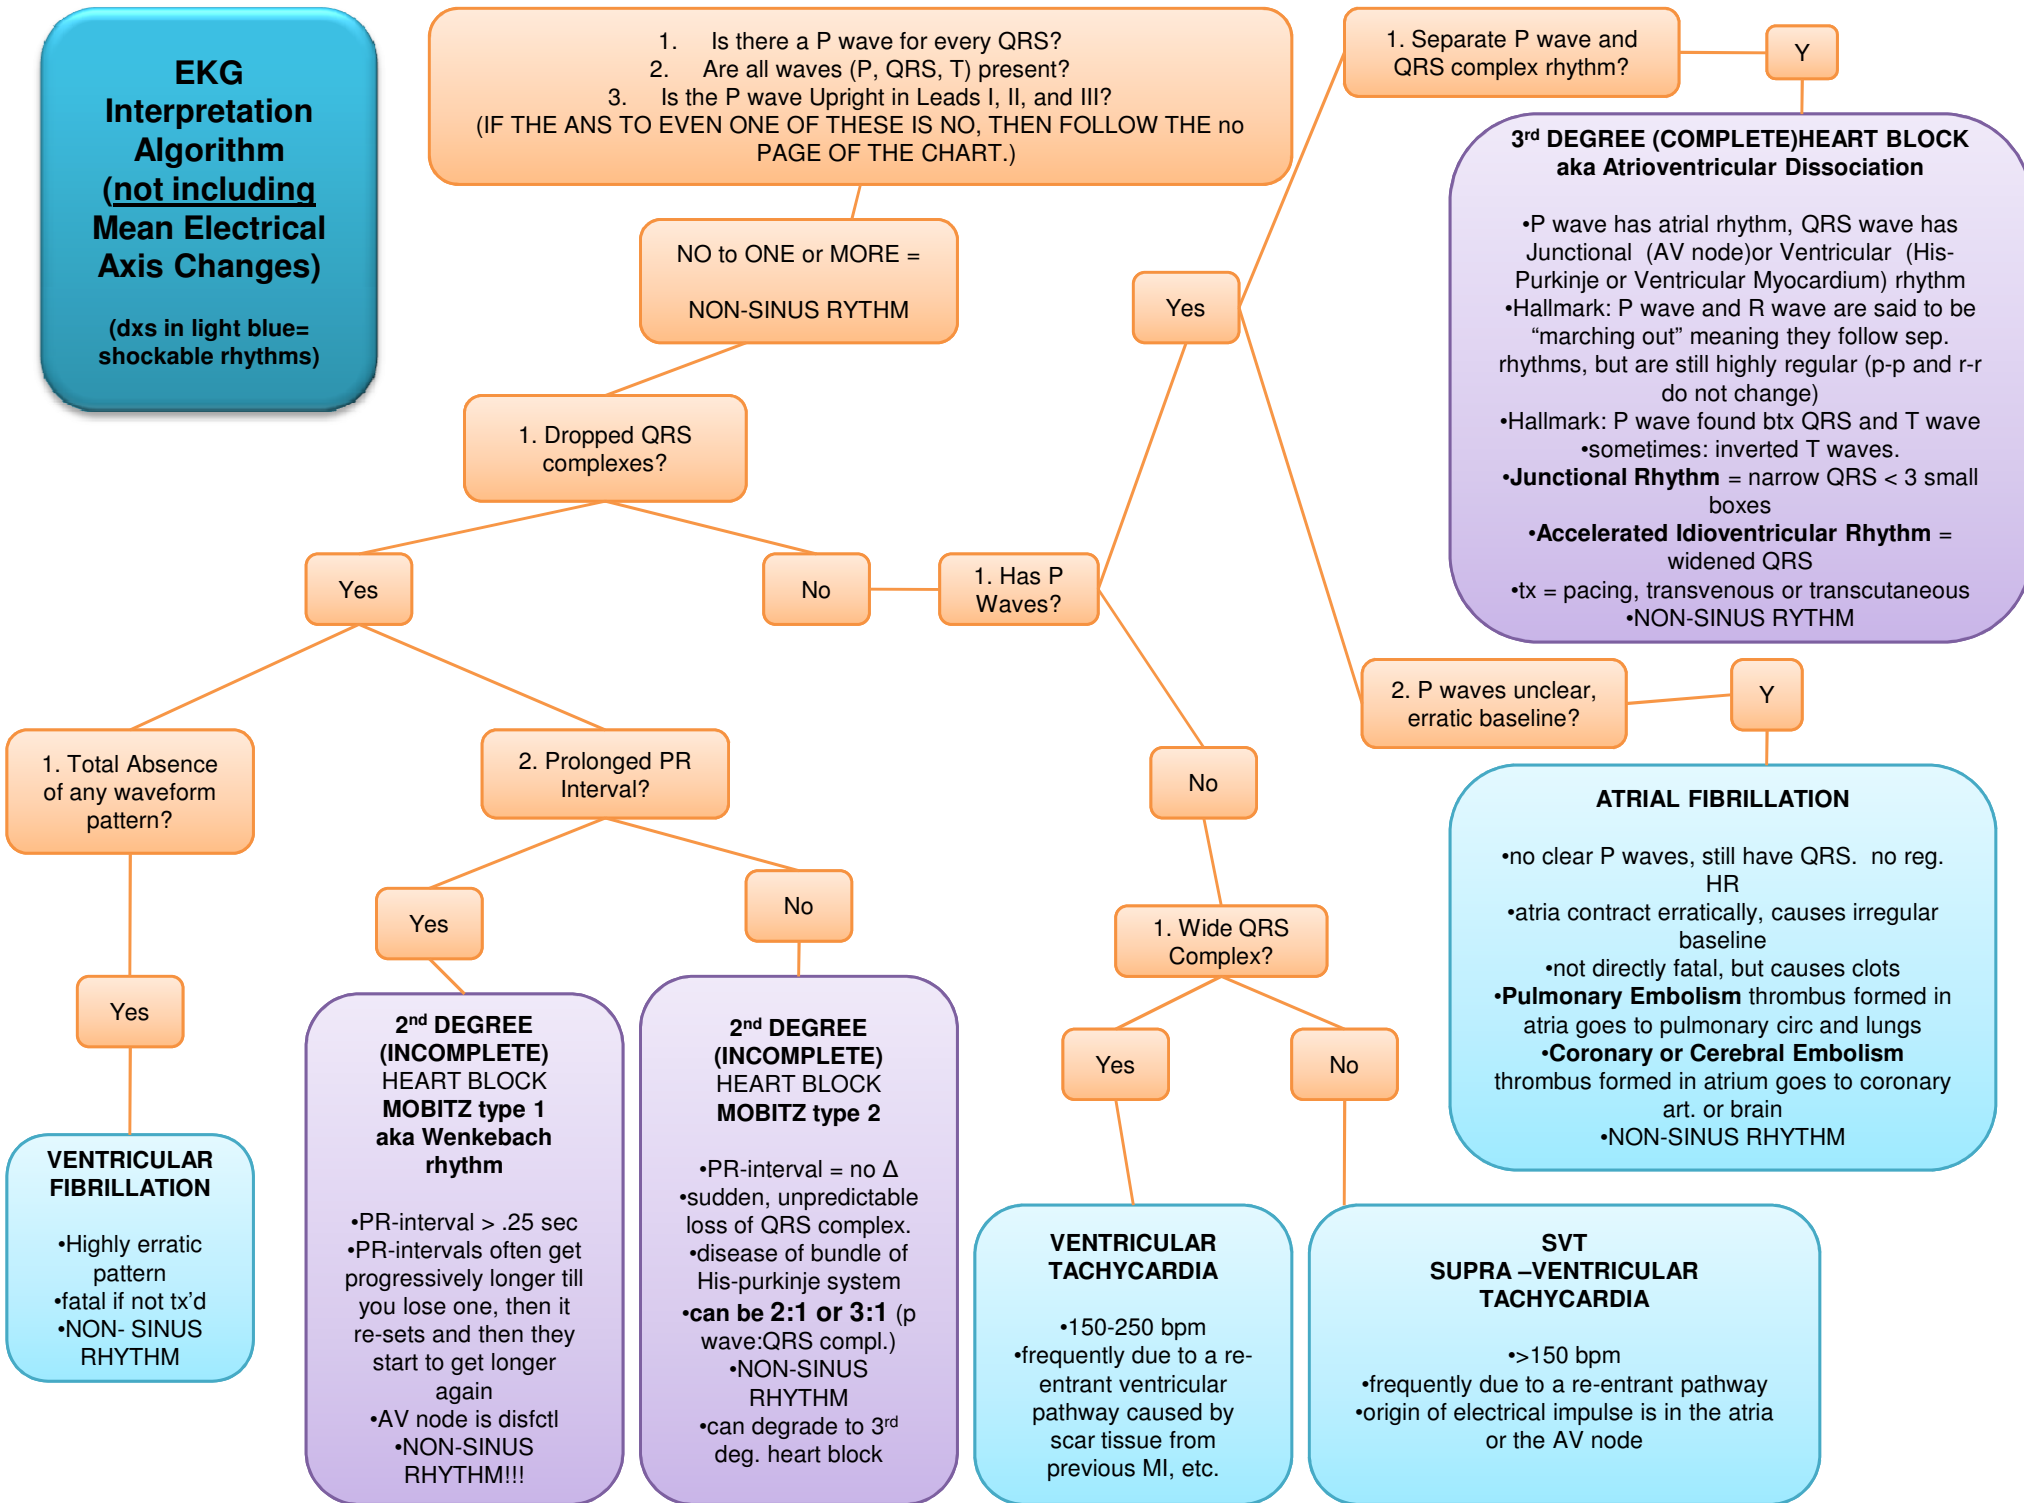 EKG
Interpretation
Algorithm
(not including
Mean Electrical
Axis Changes)
(dxs in light blue=
shockable rhythms)
1. Is there a P wave for every QRS?
2. Are all waves (P, QRS, T) present?
3. Is the P wave Upright in Leads I, II, and III?
(IF THE ANS TO EVEN ONE OF THESE IS NO, THEN FOLLOW THE no
PAGE OF THE CHART.)
NO to ONE or MORE =
NON-SINUS RYTHM
1. Dropped QRS
complexes?
Yes
No
1. Has P
Waves?
Yes
No
1. Separate P wave and
QRS complex rhythm?
Y
3rd DEGREE (COMPLETE)HEART BLOCK
aka Atrioventricular Dissociation
•P wave has atrial rhythm, QRS wave has
Junctional (AV node)or Ventricular (His-
Purkinje or Ventricular Myocardium) rhythm
•Hallmark: P wave and R wave are said to be
“marching out” meaning they follow sep.
rhythms, but are still highly regular (p-p and r-r
do not change)
•Hallmark: P wave found btx QRS and T wave
•sometimes: inverted T waves.
•Junctional Rhythm = narrow QRS < 3 small
boxes
•Accelerated Idioventricular Rhythm =
widened QRS
•tx = pacing, transvenous or transcutaneous
•NON-SINUS RYTHM
2. P waves unclear,
erratic baseline?
Y
ATRIAL FIBRILLATION
•no clear P waves, still have QRS. no reg.
HR
•atria contract erratically, causes irregular
baseline
•not directly fatal, but causes clots
•Pulmonary Embolism thrombus formed in
atria goes to pulmonary circ and lungs
•Coronary or Cerebral Embolism
thrombus formed in atrium goes to coronary
art. or brain
•NON-SINUS RHYTHM
1. Total Absence
of any waveform
pattern?
Yes
VENTRICULAR
FIBRILLATION
•Highly erratic
pattern
•fatal if not tx’d
•NON- SINUS
RHYTHM
2. Prolonged PR
Interval?
Yes
No
2nd DEGREE
(INCOMPLETE)
HEART BLOCK
MOBITZ type 1
aka Wenkebach
rhythm
•PR-interval > .25 sec
•PR-intervals often get
progressively longer till
you lose one, then it
re-sets and then they
start to get longer
again
•AV node is disfctl
•NON-SINUS
RHYTHM!!!
2nd DEGREE
(INCOMPLETE)
HEART BLOCK
MOBITZ type 2
•PR-interval = no Δ
•sudden, unpredictable
loss of QRS complex.
•disease of bundle of
His-purkinje system
•can be 2:1 or 3:1 (p
wave:QRS compl.)
•NON-SINUS
RHYTHM
•can degrade to 3rd
deg. heart block
1. Wide QRS
Complex?
Yes
No
VENTRICULAR
TACHYCARDIA
•150-250 bpm
•frequently due to a re-
entrant ventricular
pathway caused by
scar tissue from
previous MI, etc.
SVT
SUPRA –VENTRICULAR
TACHYCARDIA
•>150 bpm
•frequently due to a re-entrant pathway
•origin of electrical impulse is in the atria
or the AV node